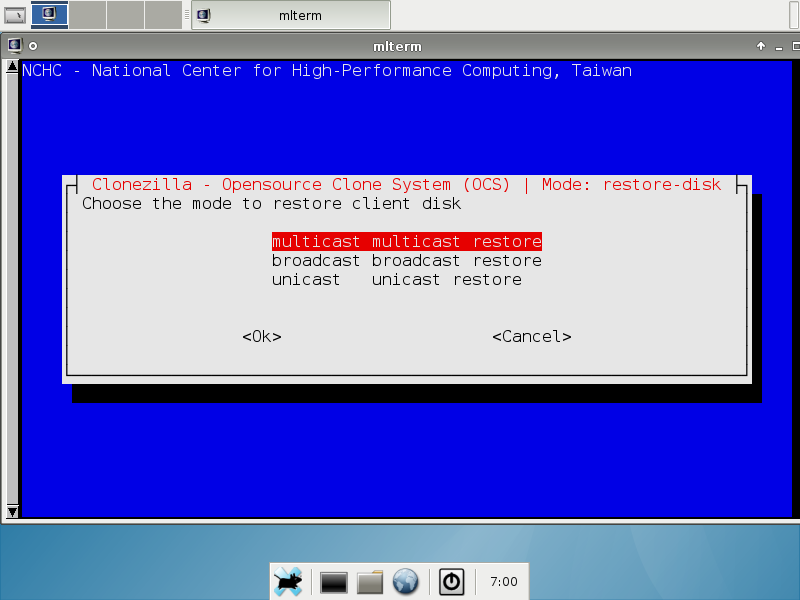 mlterm
mlterm
NCHC - National Center for High-Performance Computing, Taiwan
Clonezilla - Opensource Clone System (OCS) | Mode: restore-disk
Choose the mode to restore client disk
multicast multicast restore
broadcast broadcast restore
unicast   unicast restore
<Ok> <Cancel>
7:00